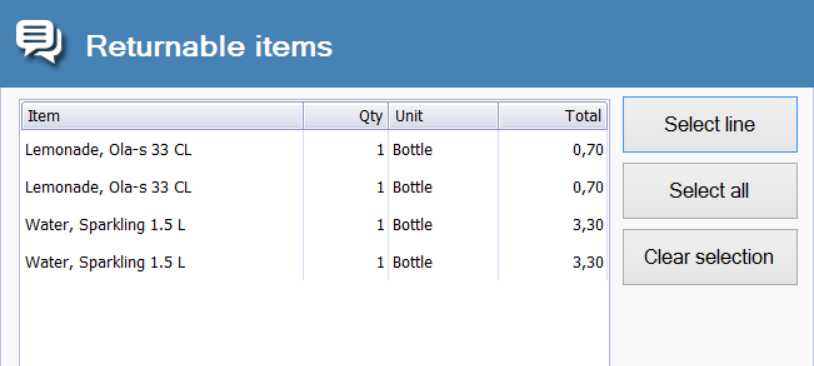 Returnable items
Item Qty Unit Total
Lemonade, Ola-s 33 CL 1 Bottle 0,70
Lemonade, Ola-s 33 CL 1 Bottle 0,70
Water, Sparkling 1.5 L 1 Bottle 3,30
Water, Sparkling 1.5 L 1 Bottle 3,30
Select line
Select all
Clear selection